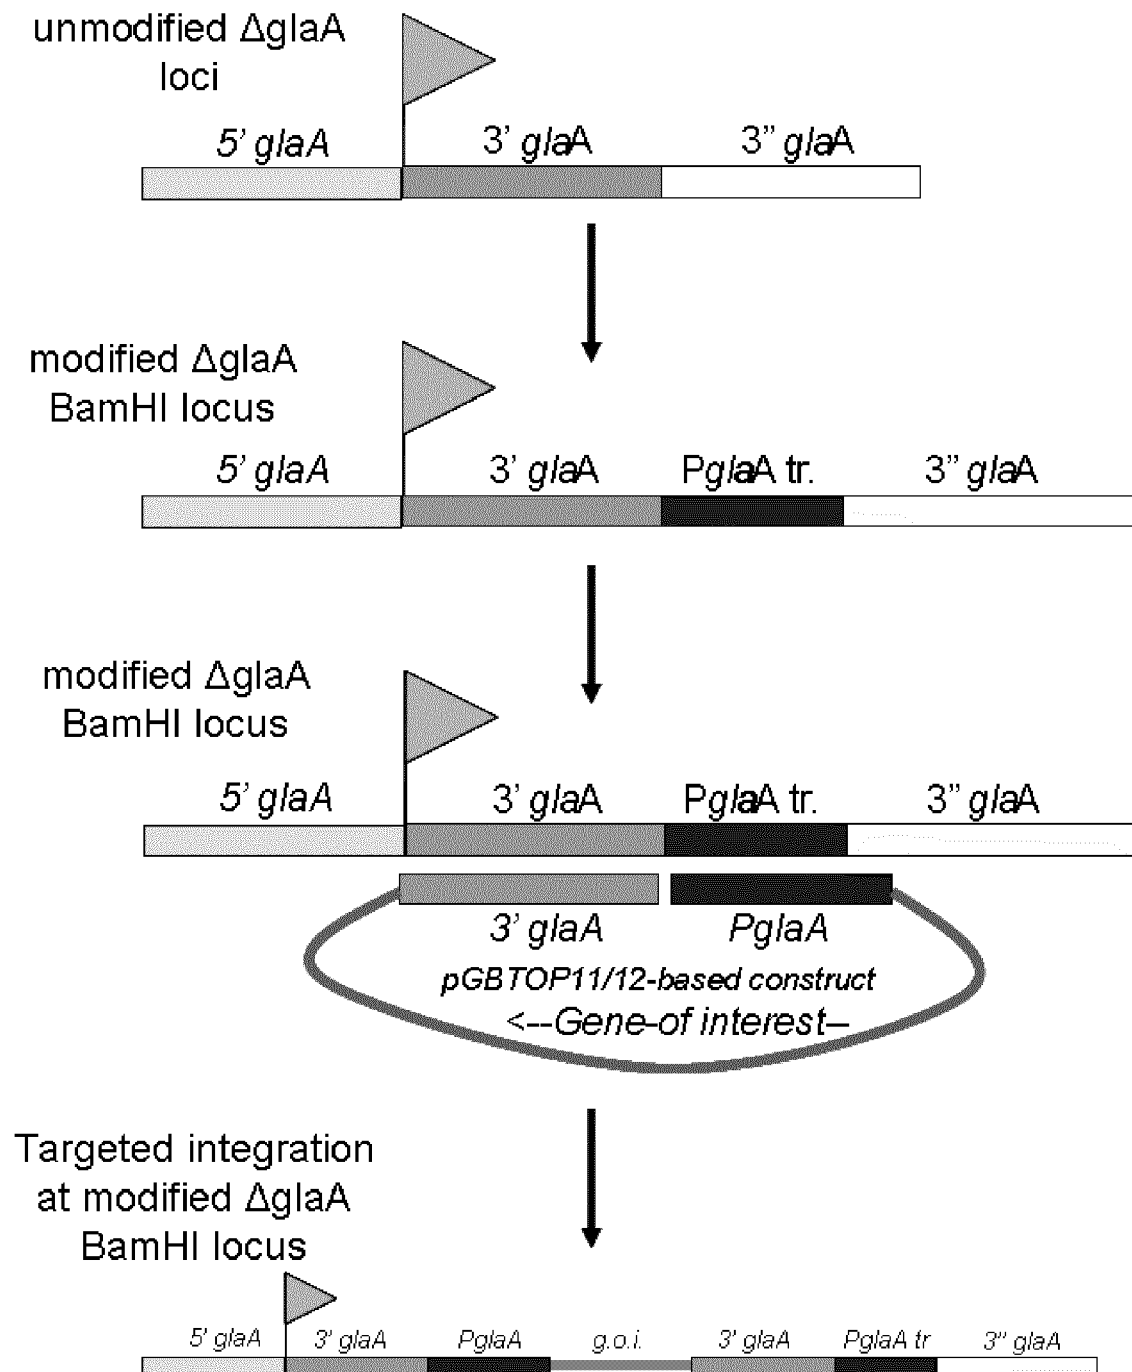 unmodified ΔglaA
loci
5’ glaA 3’ glaA 3” glaA
modified ΔglaA
BamHI locus
5’ glaA 3’ glaA PglaA tr. 3” glaA
modified ΔglaA
BamHI locus
5’ glaA 3’ glaA PglaA tr. 3” glaA
3’ glaA PglaA
pGBTOP11/12-based construct
<--Gene-of interest–
Targeted integration
at modified ΔglaA
BamHI locus
5’ glaA 3’ glaA PglaA g.o.i. 3’ glaA PglaA tr 3” glaA